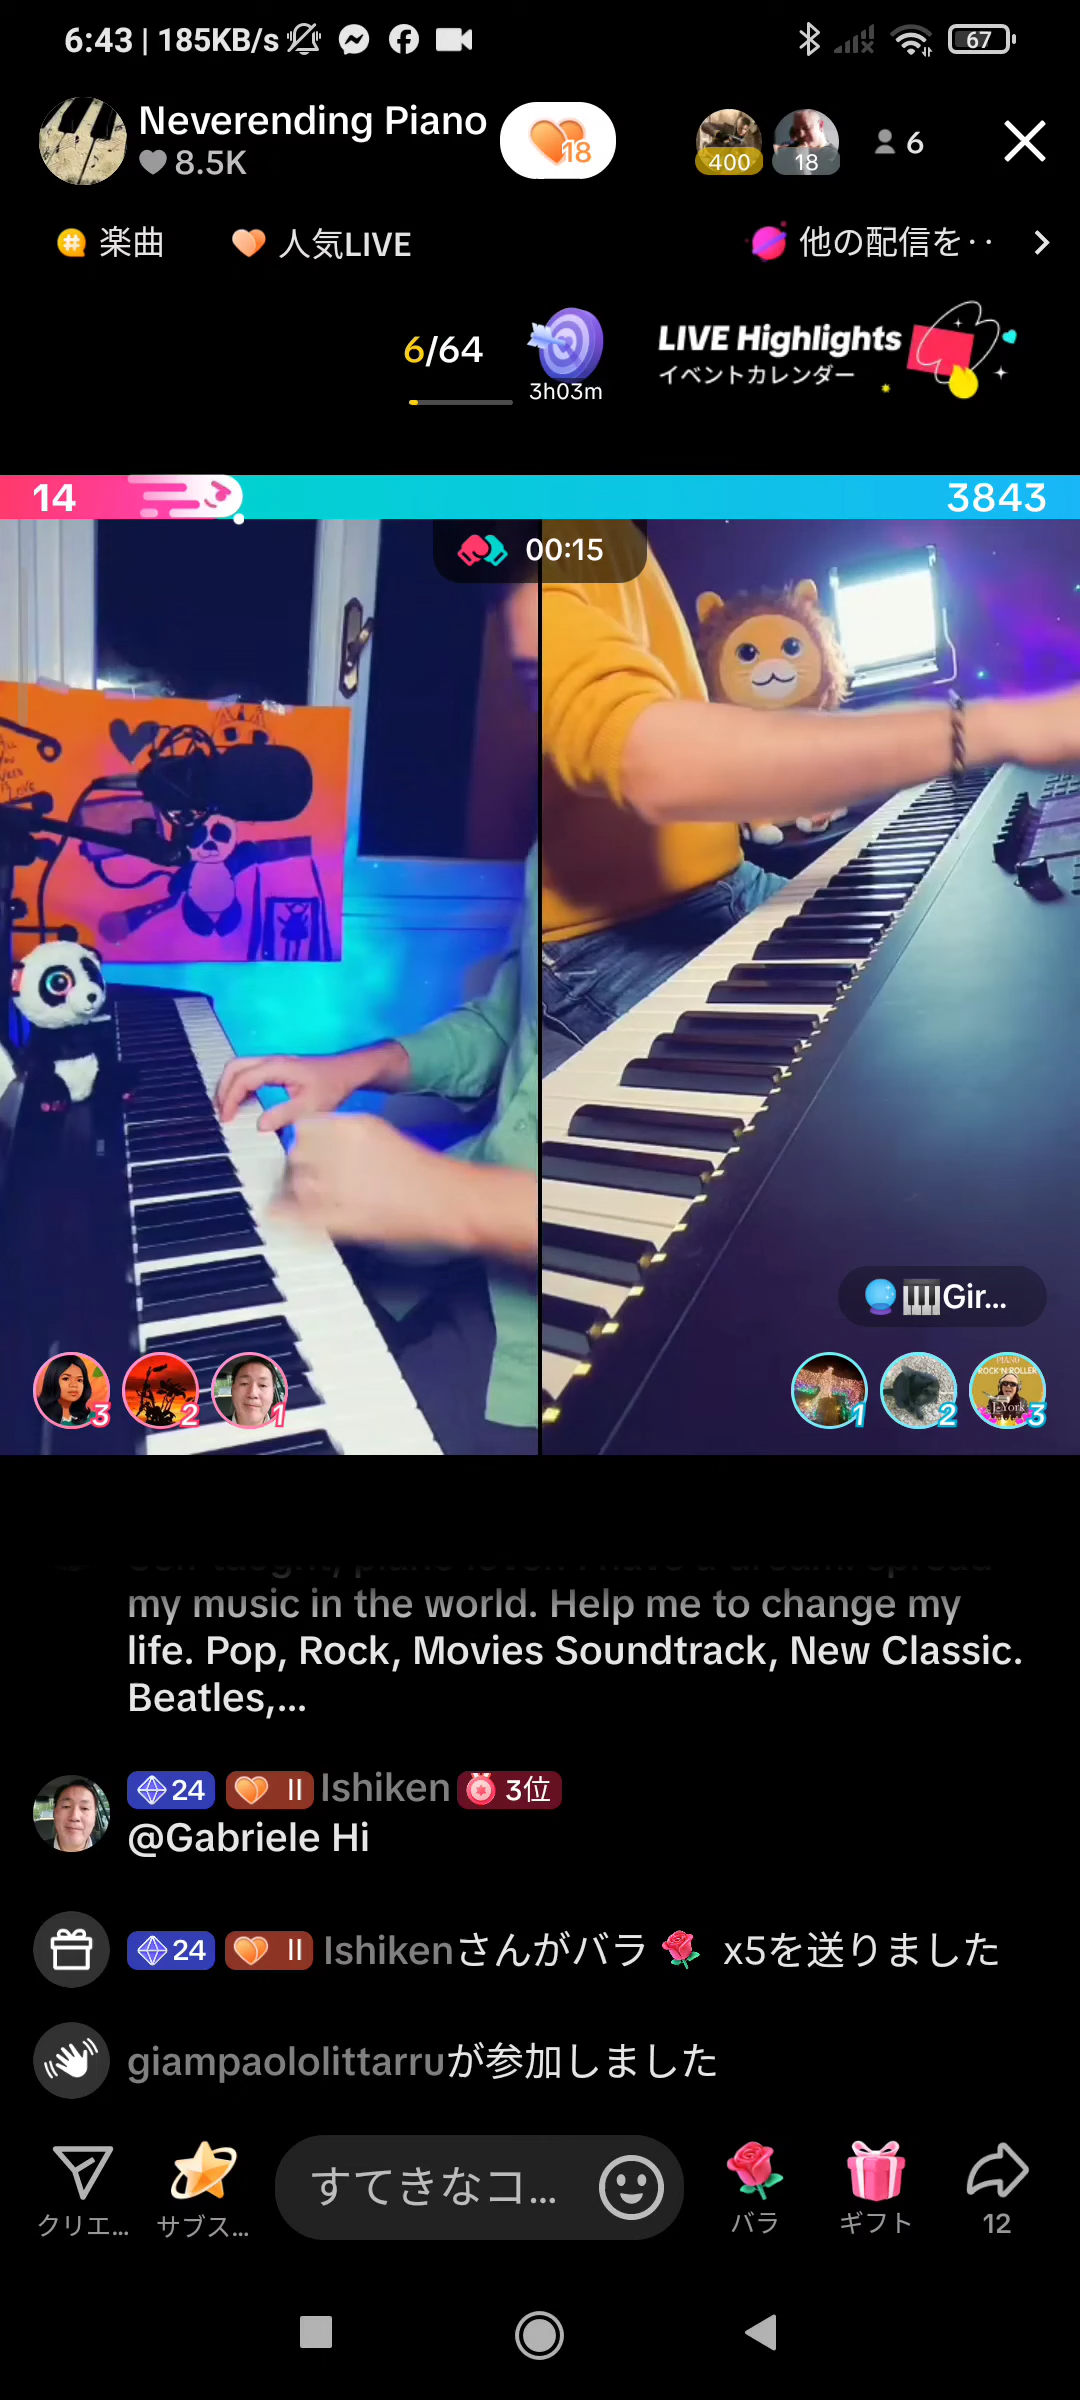 6:43 | 185KB/s
67
Neverending Piano
8.5K
18
400
18
6
楽曲
人気LIVE
他の配信を‥
6/64
3h03m
LIVE Highlights
イベントカレンダー
14
3843
00:15
Gir...
3
2
1
1
2
3
my music in the world. Help me to change my
life. Pop, Rock, Movies Soundtrack, New Classic.
Beatles,...
24 II Ishiken 3位
@Gabriele Hi
24 II Ishikenさんがバラ x5を送りました
giampaololittarruが参加しました
すてきなコ...
クリエ...
サブス...
バラ
ギフト
12